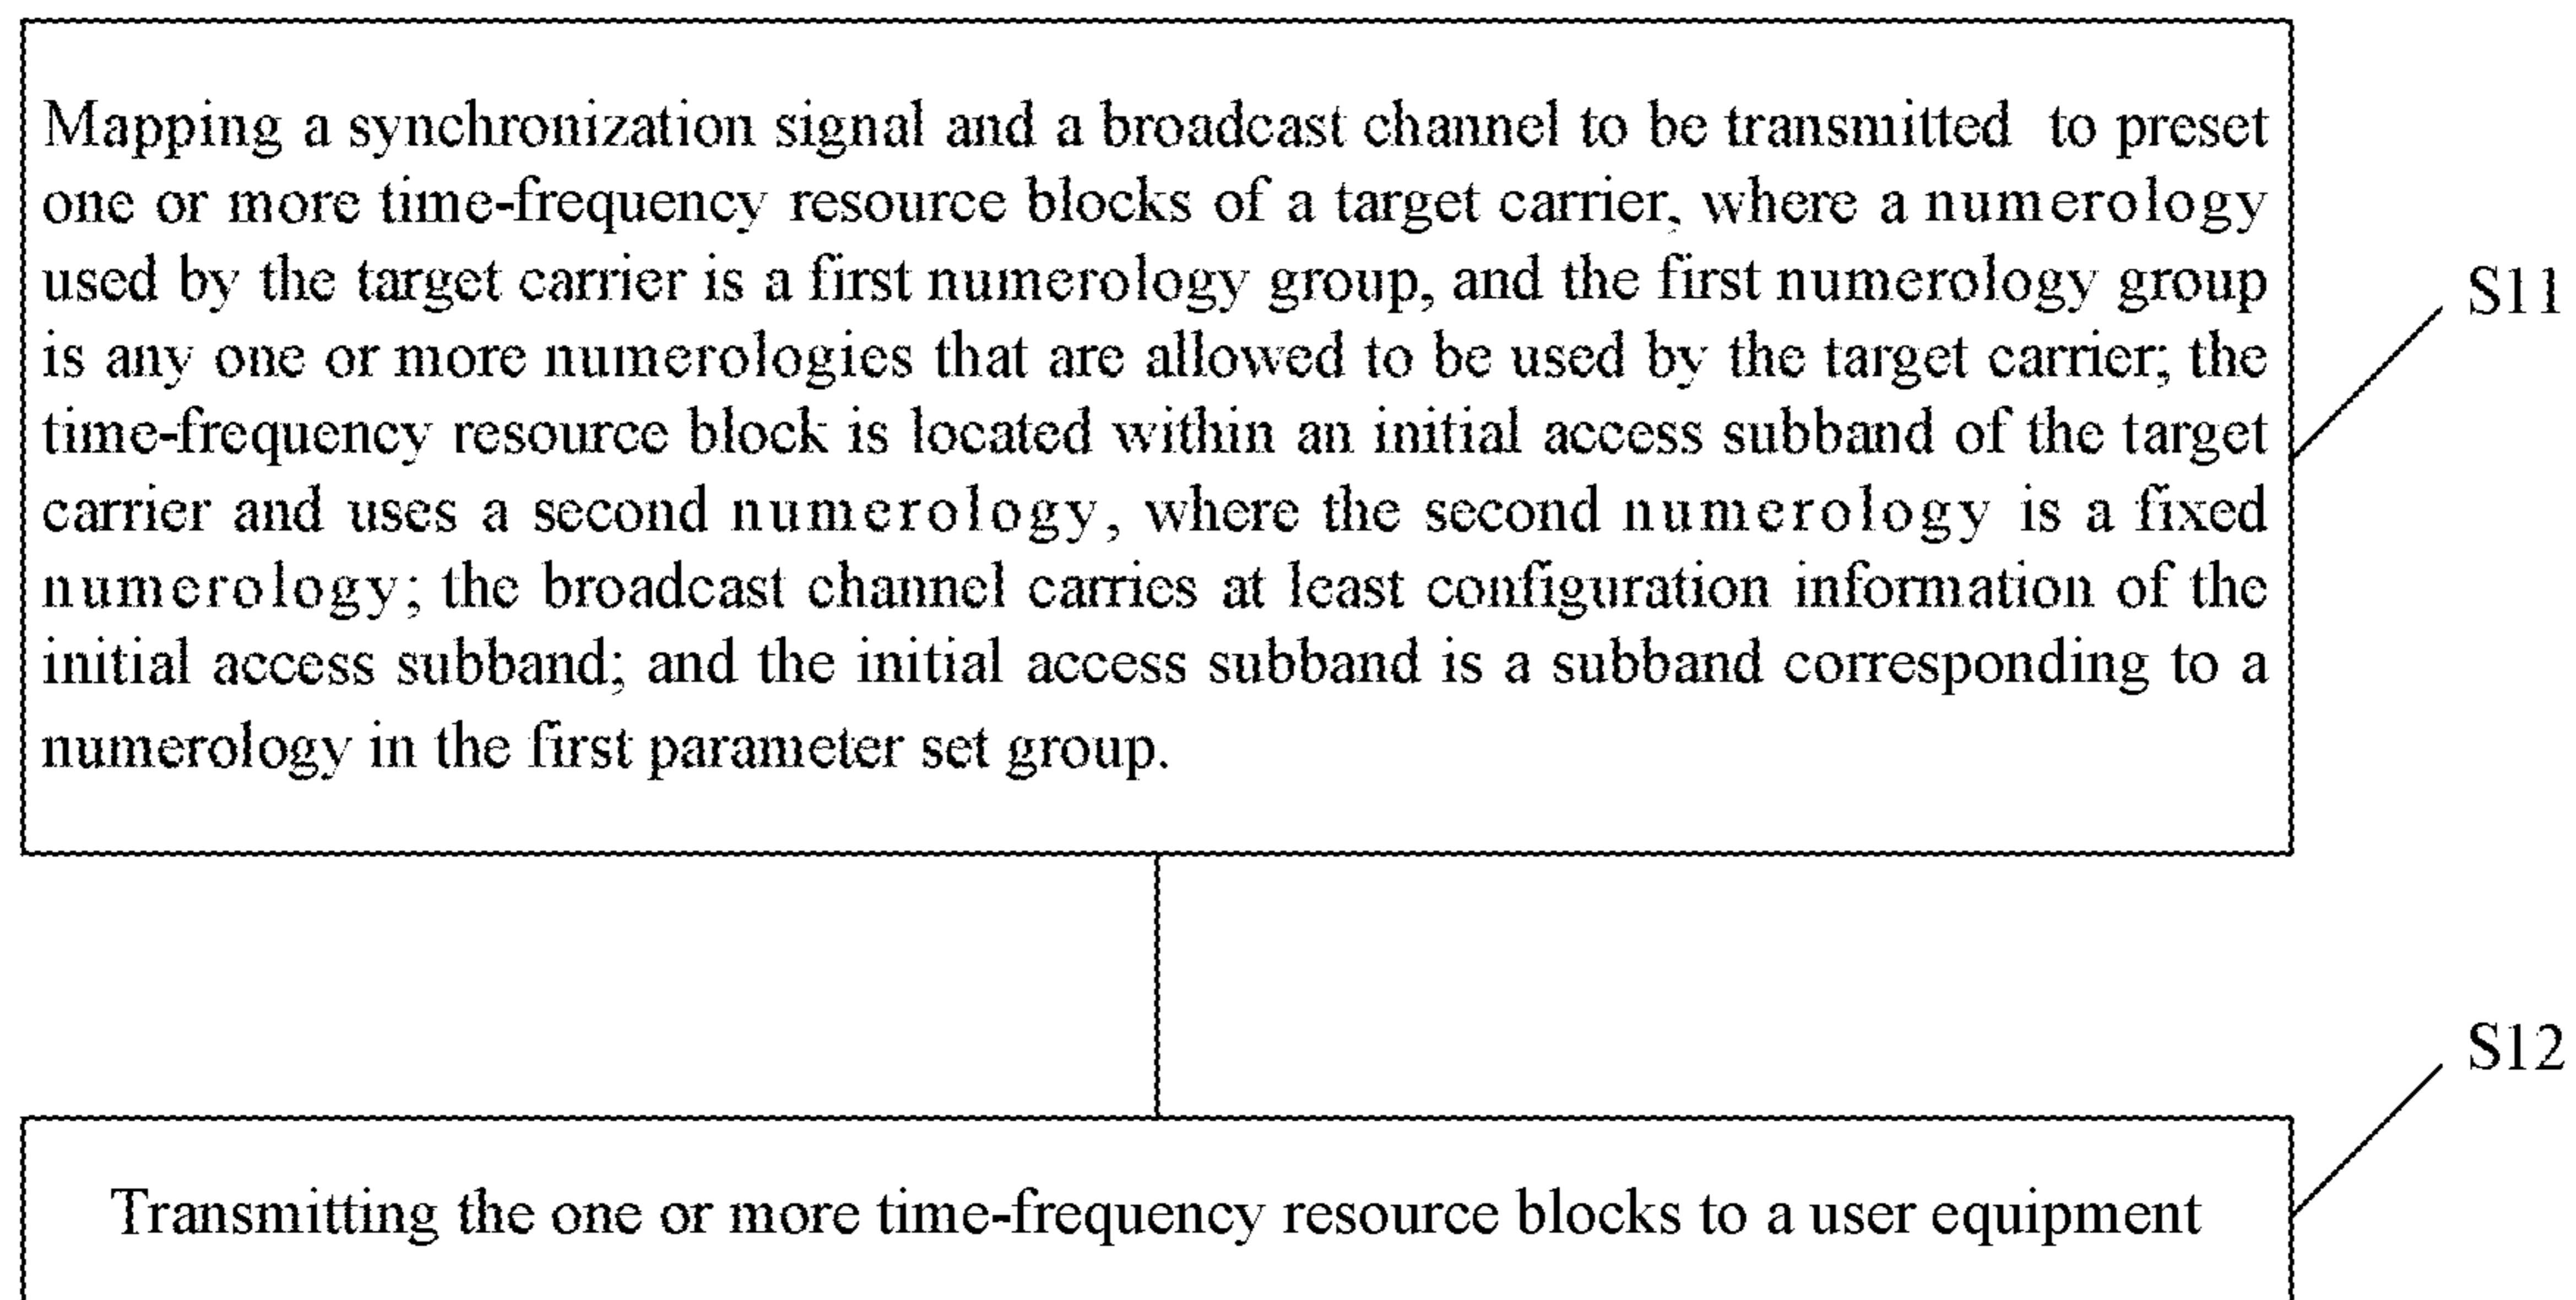 Mapping a synchronization signal and a broadcast channel to be transmitted to preset
one or more time-frequency resource blocks of a target carrier, where a numerology
used by the target carrier is a first numerology group, and the first numerology group
is any one or more numerologies that are allowed to be used by the target carrier; the
time-frequency resource block is located within an initial access subband of the target
carrier and uses a second numerology, where the second numerology is a fixed
numerology; the broadcast channel carries at least configuration information of the
initial access subband; and the initial access subband is a subband corresponding to a
numerology in the first parameter set group.
S11
S12
Transmitting the one or more time-frequency resource blocks to a user equipment